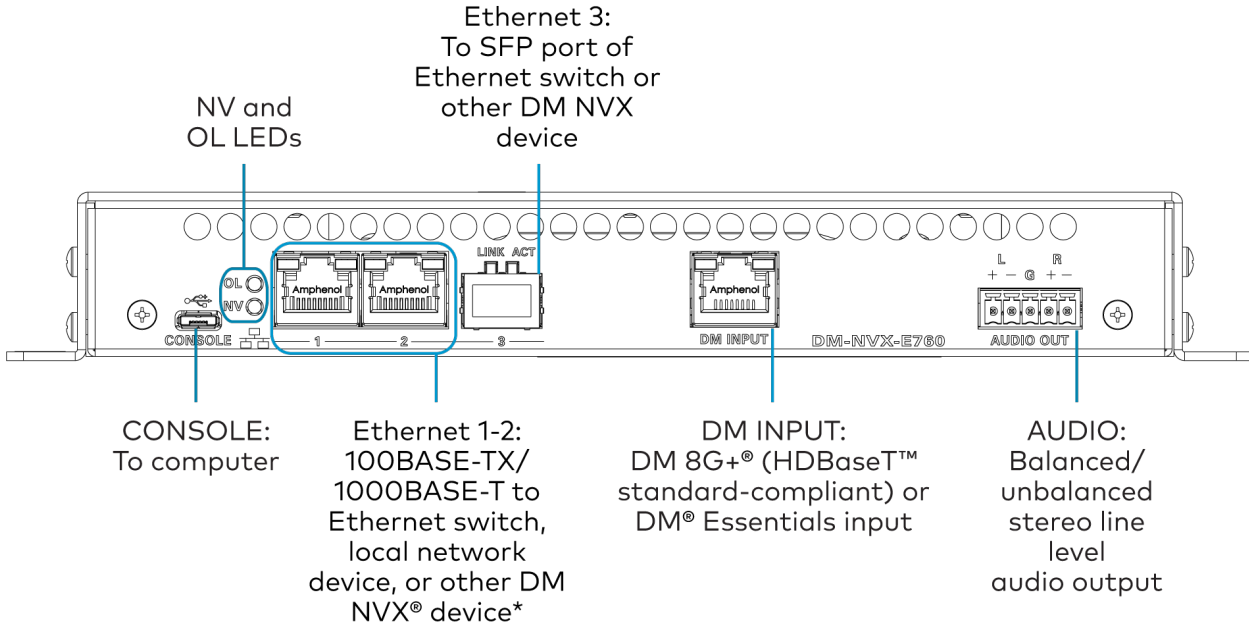 Ethernet 3:
To SFP port of
Ethernet switch or
other DM NVX
device
NV and
OL LEDs
LINK ACT
L R
+ - G + -
OL
NV
Amphenol
Amphenol
Amphenol
CONSOLE
1
2
3
DM INPUT
DM-NVX-E760
AUDIO OUT
CONSOLE:
To computer
Ethernet 1-2:
100BASE-TX/
1000BASE-T to
Ethernet switch,
local network
device, or other DM
NVX® device*
DM INPUT:
DM 8G+® (HDBaseT™
standard-compliant) or
DM® Essentials input
AUDIO:
Balanced/
unbalanced
stereo line
level
audio output